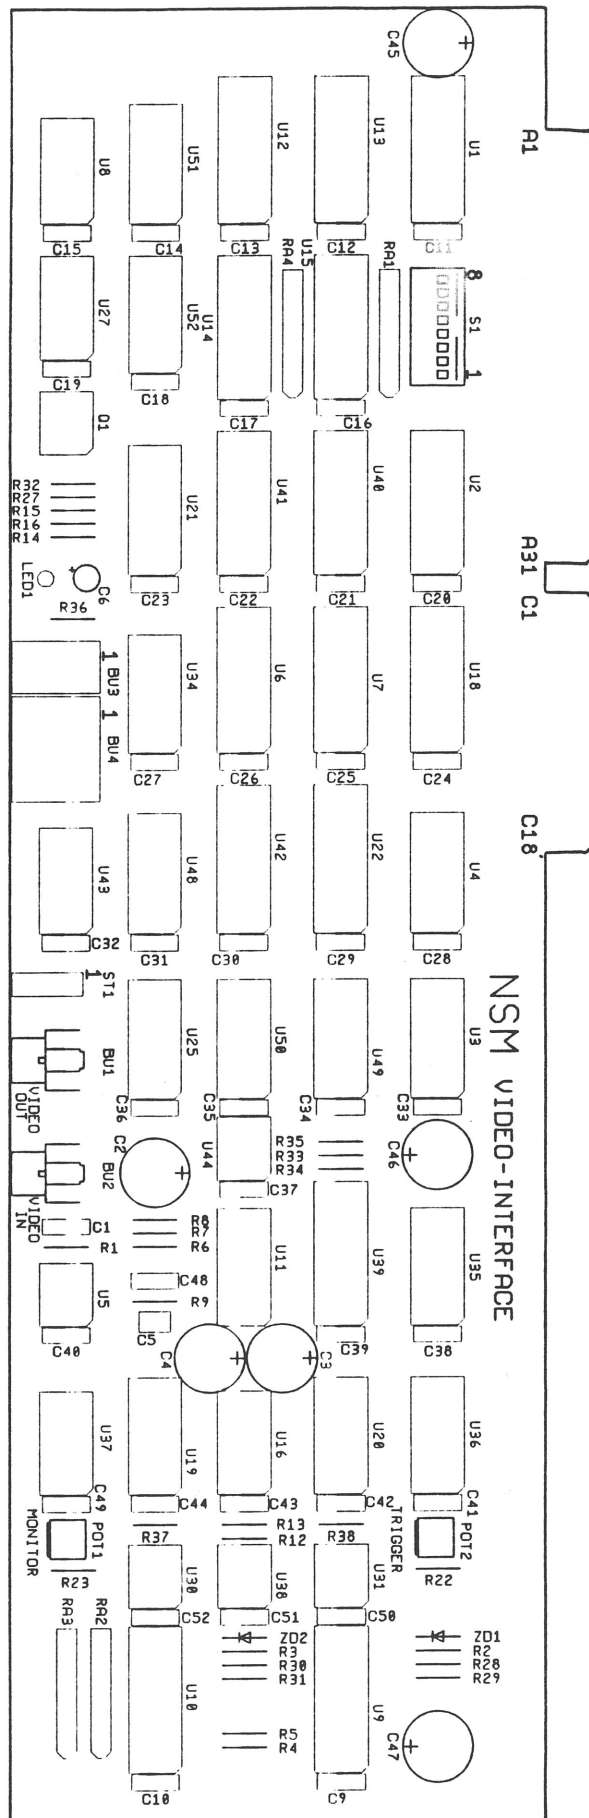 C45
A1
U1
U13
U12
U51
U8
C11
C12
C13
C14
C15
RA1
U15
RA4
8
S1
1
U14
U52
U27
C16
C17
C18
C19
Q1
U2
U40
U41
U21
R32
R27
R15
R16
R14
A31
C1
LED1
C6
C20
C21
C22
C23
R36
U18
U7
U6
U34
1
BU3
1
BU4
C24
C25
C26
C27
C18
U4
U22
U42
U48
U43
C28
C29
C30
C31
C32
1
ST1
NSM VIDEO-INTERFACE
U3
U49
U50
U25
BU1
VIDEO
OUT
C33
C34
C35
C36
C46
R35
R33
R34
U44
C2
BU2
VIDEO
IN
C37
C1
R1
R8
R7
R6
U35
U39
U11
C48
R9
C5
U5
C38
C39
C40
C3
C4
U36
U20
U16
U19
U37
C41
C42
C43
C44
C49
POT2
TRIGGER
R38
R13
R12
R37
POT1
MONITOR
R22
R23
U31
U38
U30
C50
C51
C52
ZD1
R2
R28
R29
ZD2
R3
R30
R31
R5
R4
RA2
RA3
U9
U10
C47
C9
C10